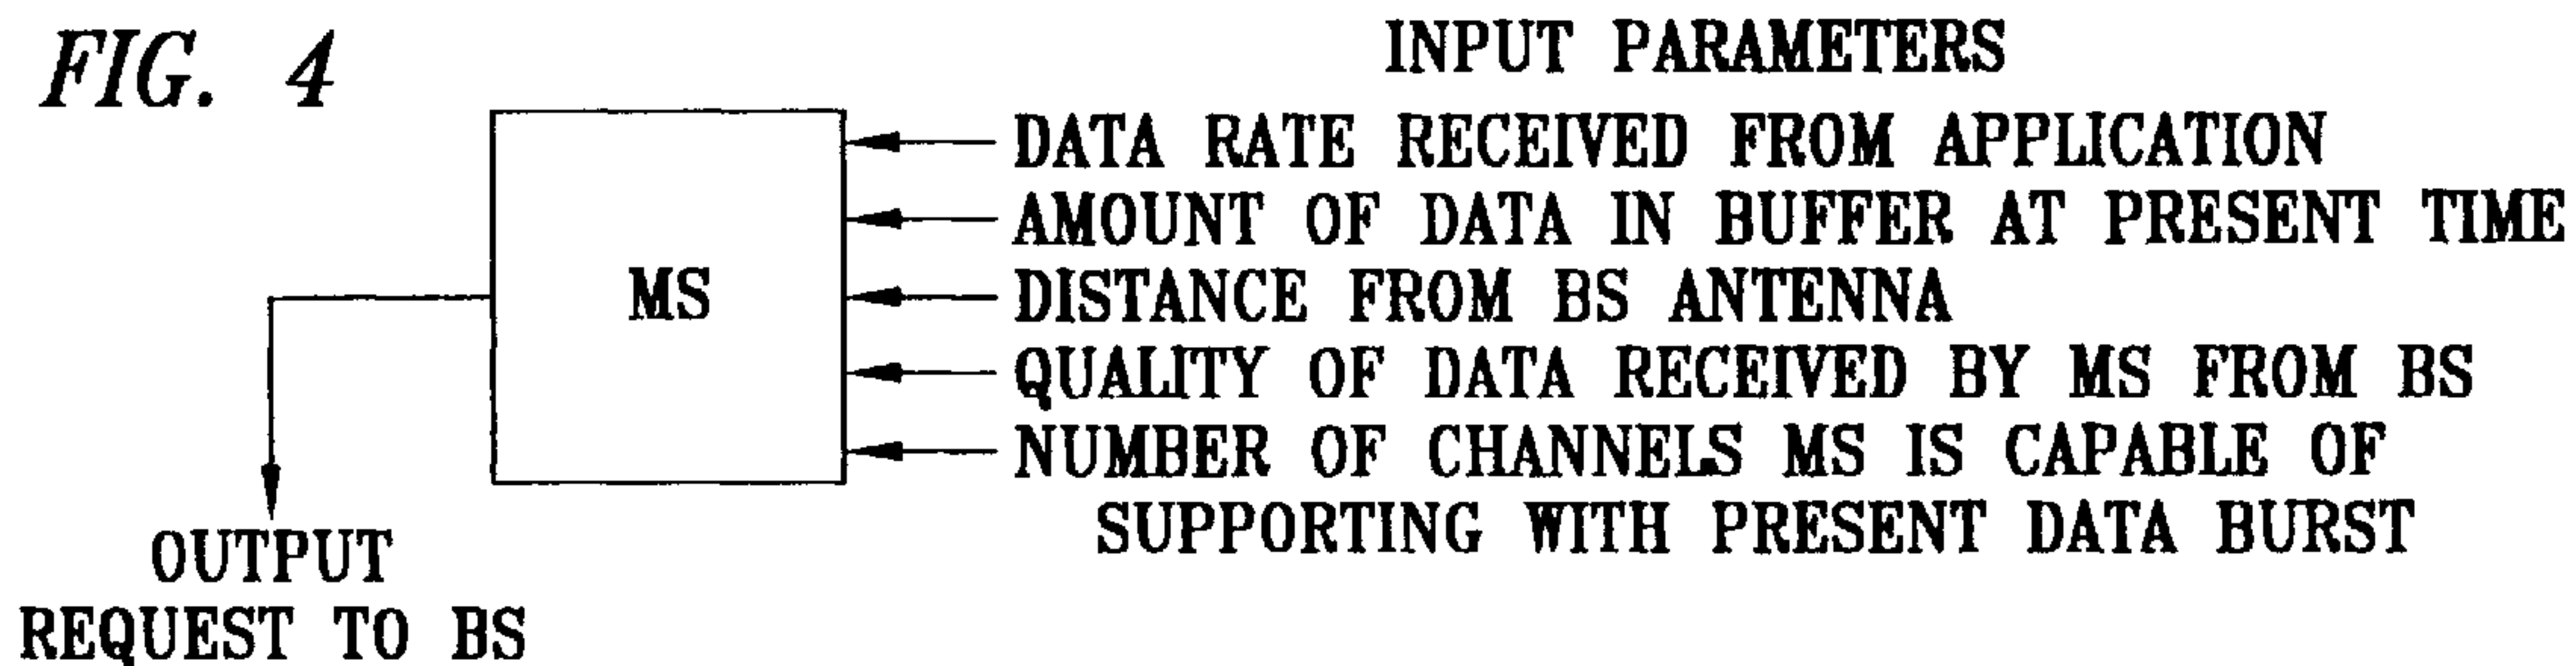 FIG. 4
INPUT PARAMETERS
DATA RATE RECEIVED FROM APPLICATION
AMOUNT OF DATA IN BUFFER AT PRESENT TIME
DISTANCE FROM BS ANTENNA
QUALITY OF DATA RECEIVED BY MS FROM BS
NUMBER OF CHANNELS MS IS CAPABLE OF
SUPPORTING WITH PRESENT DATA BURST
MS
OUTPUT
REQUEST TO BS